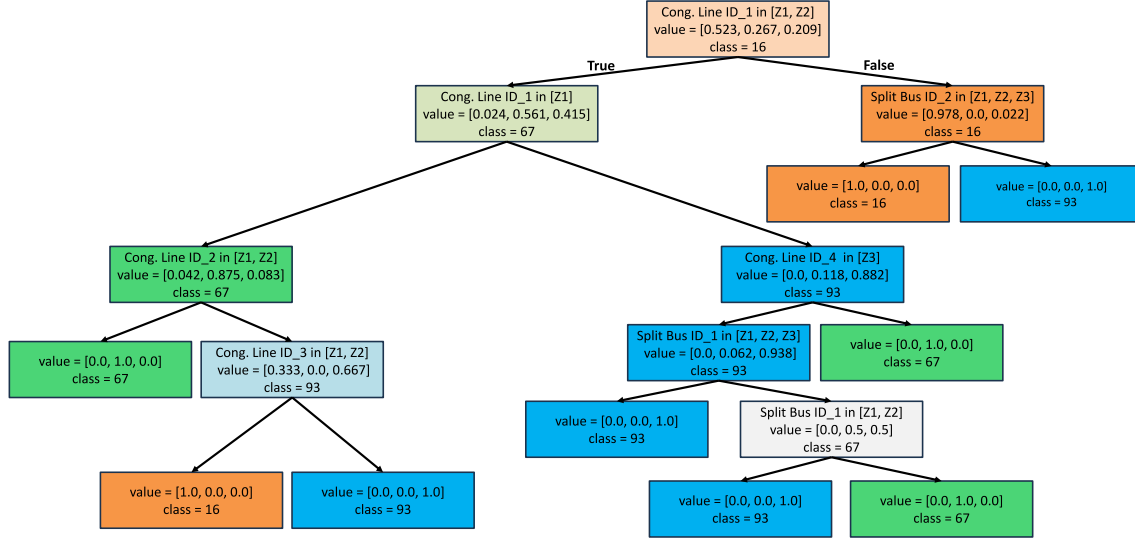 Cong. Line ID_1 in [Z1, Z2]
value = [0.523, 0.267, 0.209]
class = 16
True
False
Cong. Line ID_1 in [Z1]
value = [0.024, 0.561, 0.415]
class = 67
Split Bus ID_2 in [Z1, Z2, Z3]
value = [0.978, 0.0, 0.022]
class = 16
value = [1.0, 0.0, 0.0]
class = 16
value = [0.0, 0.0, 1.0]
class = 93
Cong. Line ID_2 in [Z1, Z2]
value = [0.042, 0.875, 0.083]
class = 67
Cong. Line ID_4 in [Z3]
value = [0.0, 0.118, 0.882]
class = 93
value = [0.0, 1.0, 0.0]
class = 67
Cong. Line ID_3 in [Z1, Z2]
value = [0.333, 0.0, 0.667]
class = 93
Split Bus ID_1 in [Z1, Z2, Z3]
value = [0.0, 0.062, 0.938]
class = 93
value = [0.0, 1.0, 0.0]
class = 67
value = [0.0, 0.0, 1.0]
class = 93
Split Bus ID_1 in [Z1, Z2]
value = [0.0, 0.5, 0.5]
class = 67
value = [1.0, 0.0, 0.0]
class = 16
value = [0.0, 0.0, 1.0]
class = 93
value = [0.0, 0.0, 1.0]
class = 93
value = [0.0, 1.0, 0.0]
class = 67